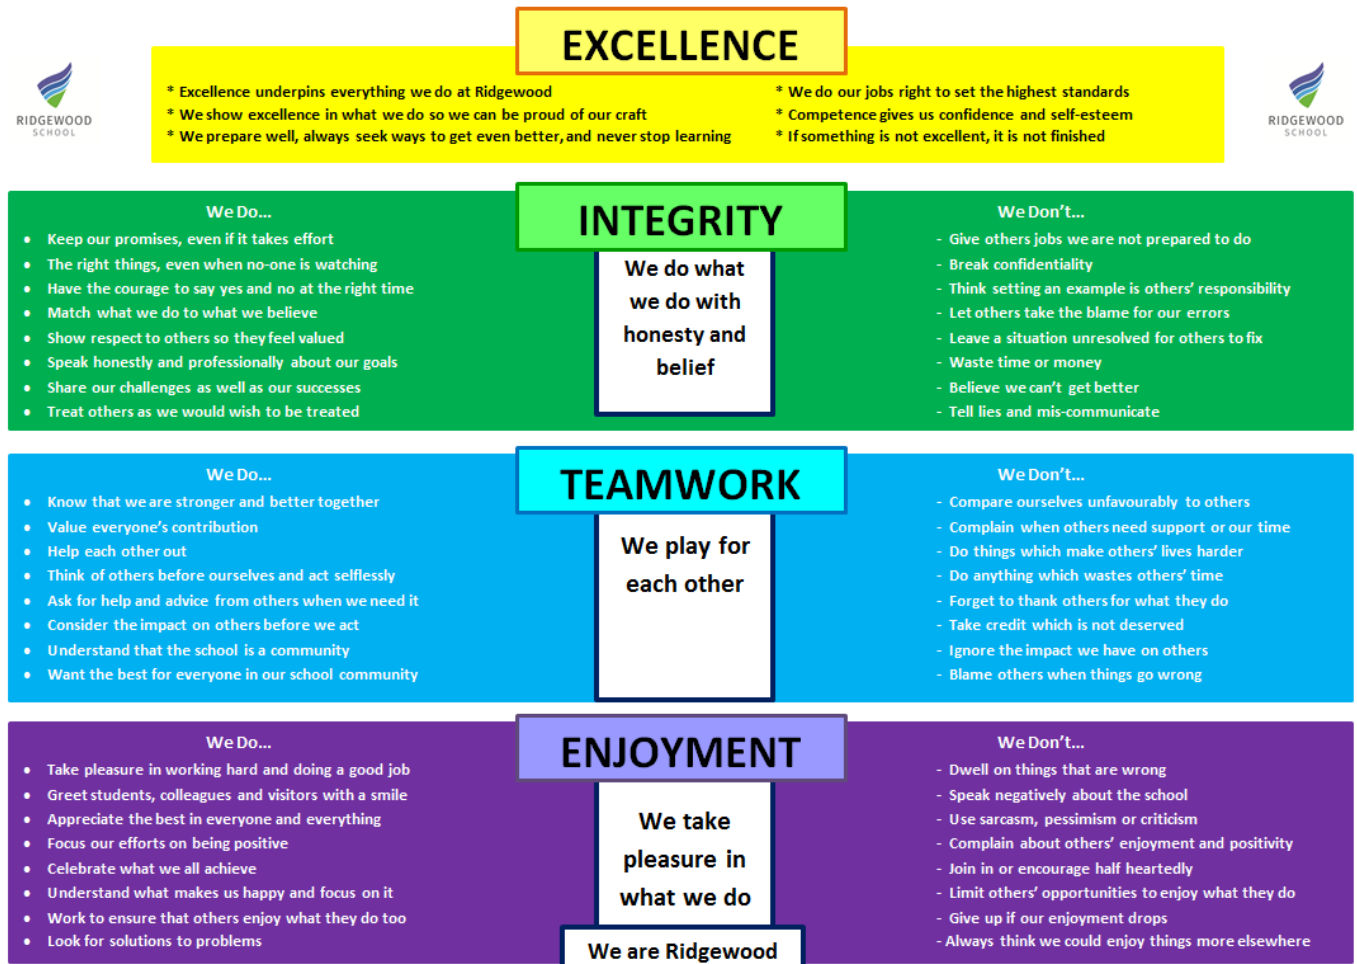 EXCELLENCE
RIDGEWOOD
SCHOOL
* Excellence underpins everything we do at Ridgewood
* We show excellence in what we do so we can be proud of our craft
* We prepare well, always seek ways to get even better, and never stop learning
* We do our jobs right to set the highest standards
* Competence gives us confidence and self-esteem
* If something is not excellent, it is not finished
RIDGEWOOD
SCHOOL
INTEGRITY
We do what
we do with
honesty and
belief
We Do...
• Keep our promises, even if it takes effort
• The right things, even when no-one is watching
• Have the courage to say yes and no at the right time
• Match what we do to what we believe
• Show respect to others so they feel valued
• Speak honestly and professionally about our goals
• Share our challenges as well as our successes
• Treat others as we would wish to be treated
We Don't...
- Give others jobs we are not prepared to do
- Break confidentiality
- Think setting an example is others' responsibility
- Let others take the blame for our errors
- Leave a situation unresolved for others to fix
- Waste time or money
- Believe we can't get better
- Tell lies and mis-communicate
TEAMWORK
We play for
each other
We Do...
• Know that we are stronger and better together
• Value everyone's contribution
• Help each other out
• Think of others before ourselves and act selflessly
• Ask for help and advice from others when we need it
• Consider the impact on others before we act
• Understand that the school is a community
• Want the best for everyone in our school community
We Don't...
- Compare ourselves unfavourably to others
- Complain when others need support or our time
- Do things which make others' lives harder
- Do anything which wastes others' time
- Forget to thank others for what they do
- Take credit which is not deserved
- Ignore the impact we have on others
- Blame others when things go wrong
ENJOYMENT
We take
pleasure in
what we do
We Do...
• Take pleasure in working hard and doing a good job
• Greet students, colleagues and visitors with a smile
• Appreciate the best in everyone and everything
• Focus our efforts on being positive
• Celebrate what we all achieve
• Understand what makes us happy and focus on it
• Work to ensure that others enjoy what they do too
• Look for solutions to problems
We Don't...
- Dwell on things that are wrong
- Speak negatively about the school
- Use sarcasm, pessimism or criticism
- Complain about others' enjoyment and positivity
- Join in or encourage half heartedly
- Limit others' opportunities to enjoy what they do
- Give up if our enjoyment drops
- Always think we could enjoy things more elsewhere
We are Ridgewood